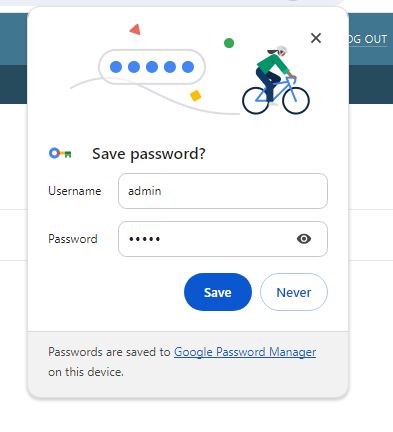 OG OUT
Save password?
Username
admin
Password
•••••
Save
Never
Passwords are saved to Google Password Manager
on this device.